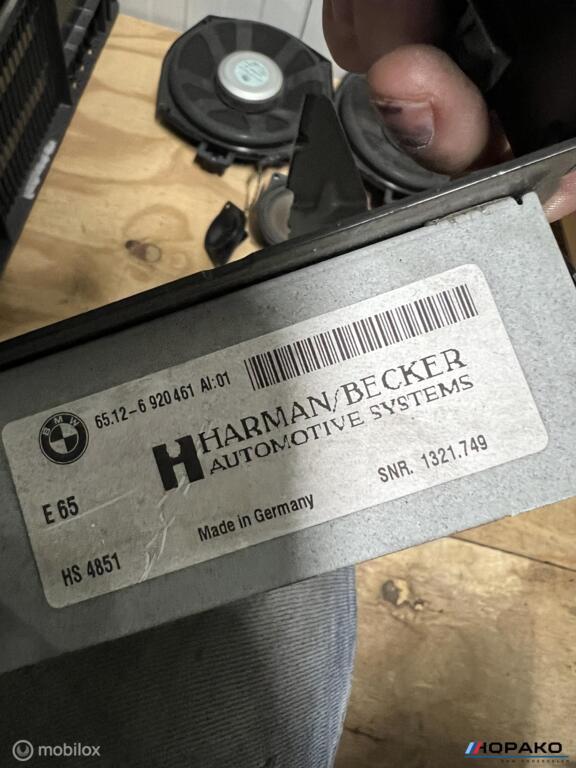 BMW
65.12-6 920 461 AI:01
HARMAN/BECKER
AUTOMOTIVE SYSTEMS
E 65
SNR. 1321.749
Made in Germany
HS 4851
mobilox
HOPAKO